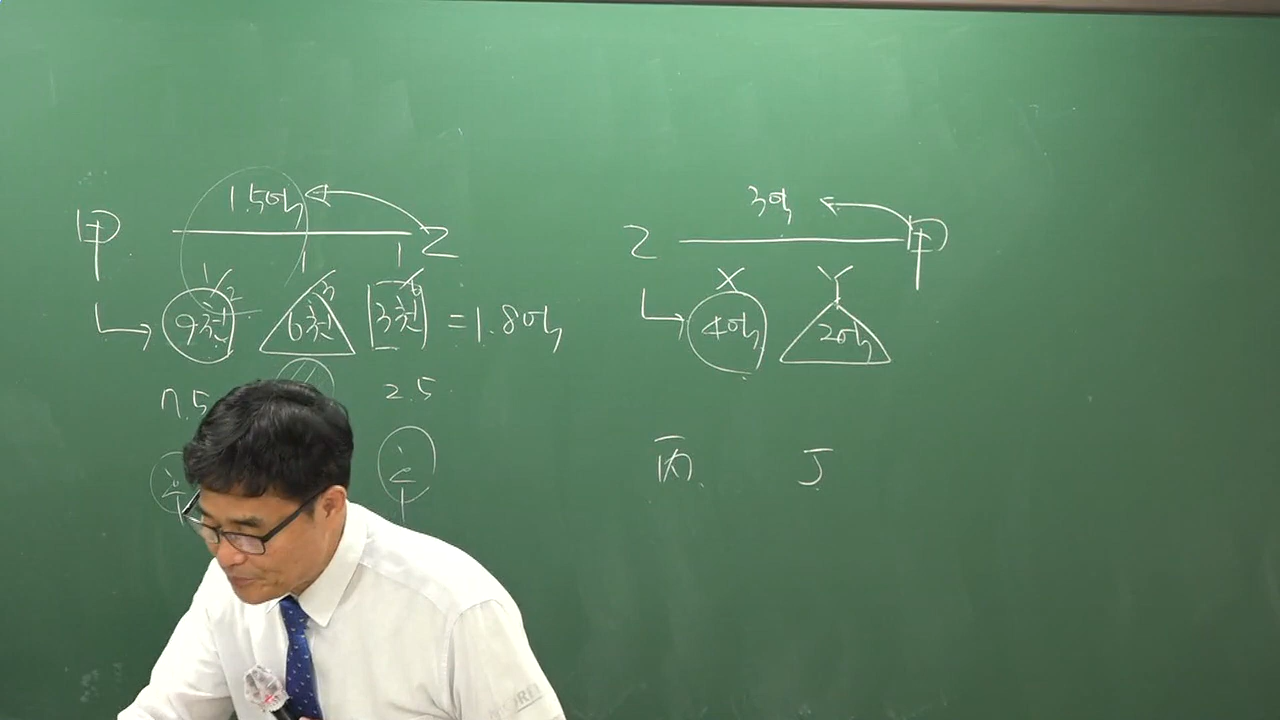 甲 1.5억 乙
9천 6천 3천 = 1.8억
7.5 2.5
乙 3억 甲
X Y
4억 2억
丙 丁